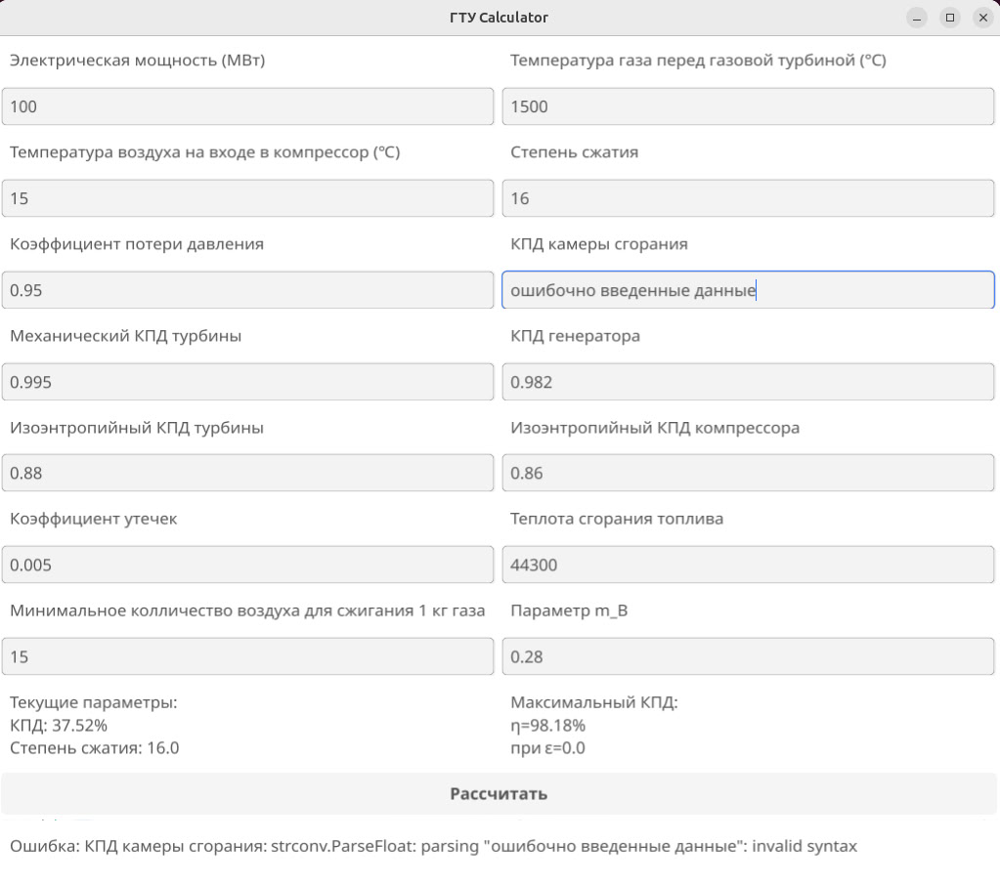 ГТУ Calculator
Электрическая мощность (МВт)
Температура газа перед газовой турбиной (°C)
100
1500
Температура воздуха на входе в компрессор (°C)
Степень сжатия
15
16
Коэффициент потери давления
КПД камеры сгорания
0.95
ошибочно введенные данные
Механический КПД турбины
КПД генератора
0.995
0.982
Изоэнтропийный КПД турбины
Изоэнтропийный КПД компрессора
0.88
0.86
Коэффициент утечек
Теплота сгорания топлива
0.005
44300
Минимальное колличество воздуха для сжигания 1 кг газа
Параметр m_B
15
0.28
Текущие параметры:
КПД: 37.52%
Степень сжатия: 16.0
Максимальный КПД:
η=98.18%
при ε=0.0
Рассчитать
Ошибка: КПД камеры сгорания: strconv.ParseFloat: parsing "ошибочно введенные данные": invalid syntax